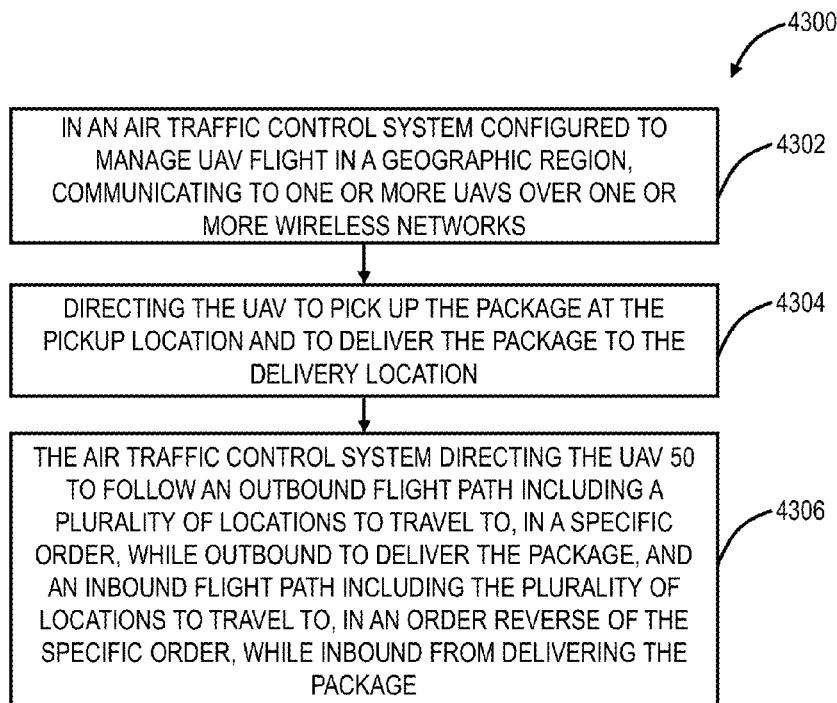 4300
IN AN AIR TRAFFIC CONTROL SYSTEM CONFIGURED TO
MANAGE UAV FLIGHT IN A GEOGRAPHIC REGION,
COMMUNICATING TO ONE OR MORE UAVS OVER ONE OR
MORE WIRELESS NETWORKS
4302
DIRECTING THE UAV TO PICK UP THE PACKAGE AT THE
PICKUP LOCATION AND TO DELIVER THE PACKAGE TO THE
DELIVERY LOCATION
4304
THE AIR TRAFFIC CONTROL SYSTEM DIRECTING THE UAV 50
TO FOLLOW AN OUTBOUND FLIGHT PATH INCLUDING A
PLURALITY OF LOCATIONS TO TRAVEL TO, IN A SPECIFIC
ORDER, WHILE OUTBOUND TO DELIVER THE PACKAGE, AND
AN INBOUND FLIGHT PATH INCLUDING THE PLURALITY OF
LOCATIONS TO TRAVEL TO, IN AN ORDER REVERSE OF THE
SPECIFIC ORDER, WHILE INBOUND FROM DELIVERING THE
PACKAGE
4306